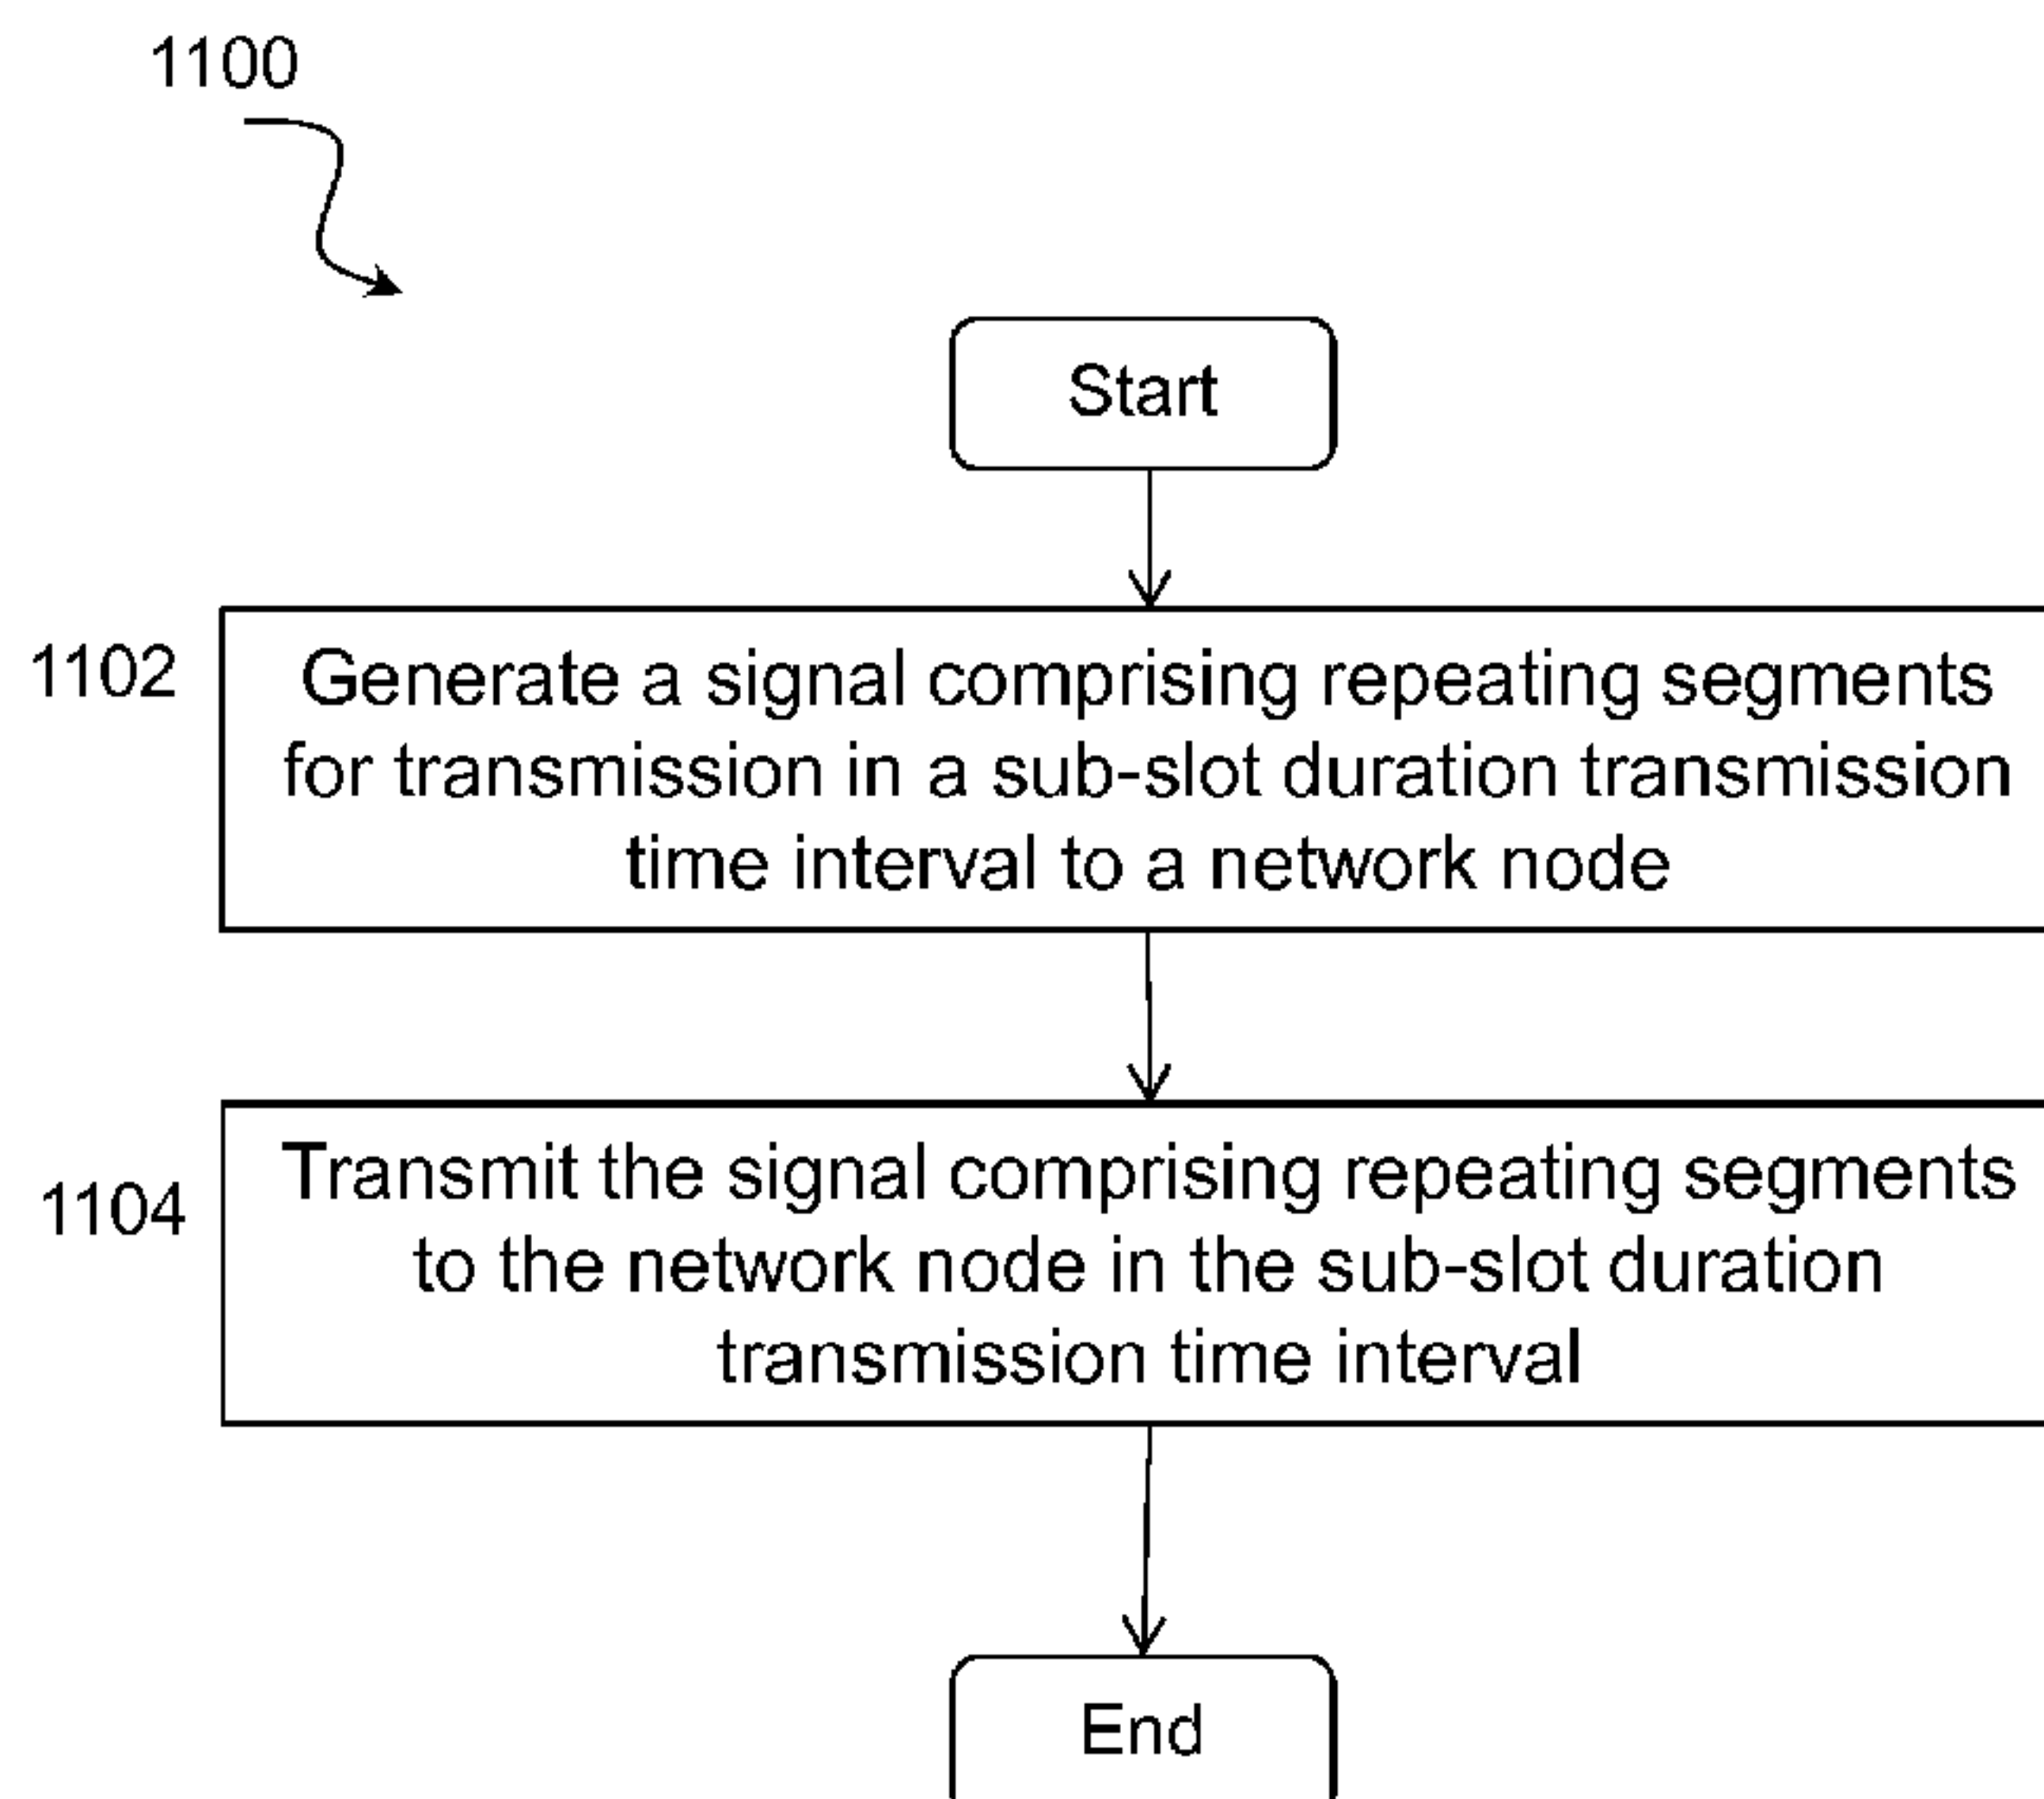 1100
Start
1102
Generate a signal comprising repeating segments
for transmission in a sub-slot duration transmission
time interval to a network node
1104
Transmit the signal comprising repeating segments
to the network node in the sub-slot duration
transmission time interval
End